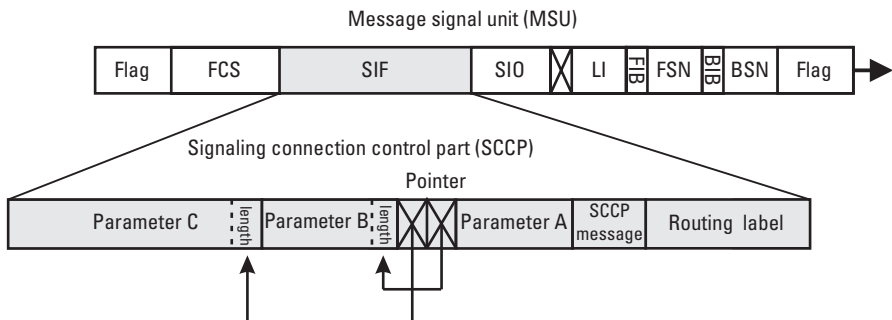 Message signal unit (MSU)
Flag FCS SIF SIO LI FIB FSN BIB BSN Flag
Signaling connection control part (SCCP)
Pointer
Parameter C length Parameter B length Parameter A SCCP message Routing label